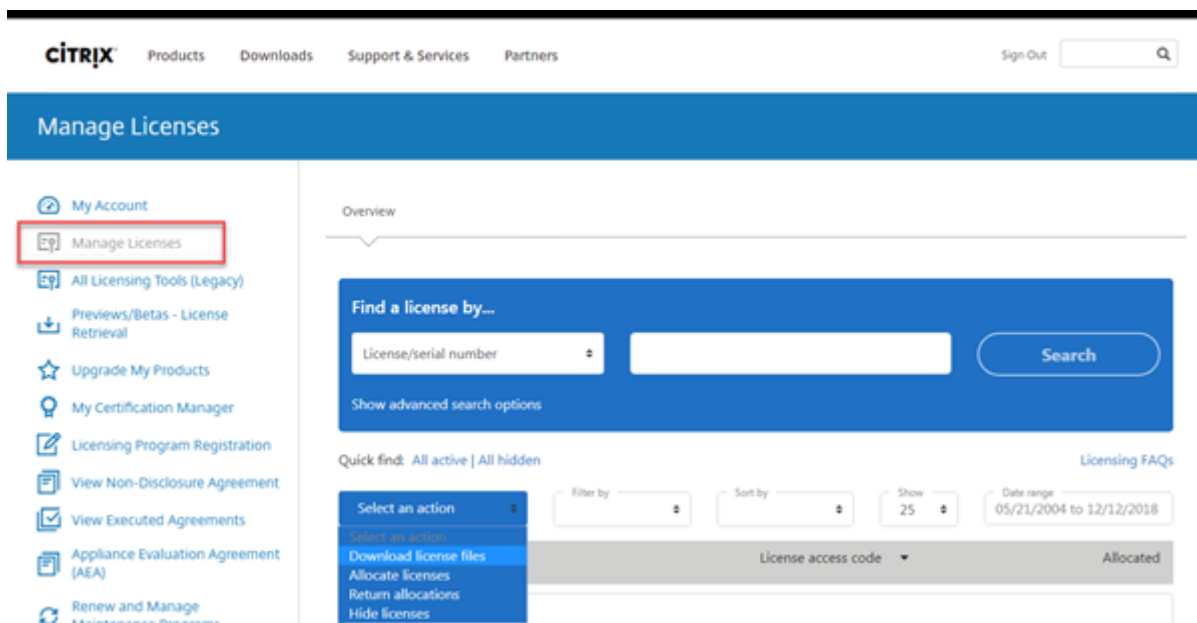 CITRIX Products Downloads Support & Services Partners Sign Out
Manage Licenses
My Account
Manage Licenses
All Licensing Tools (Legacy)
Previews/Betas - License
Retrieval
Upgrade My Products
My Certification Manager
Licensing Program Registration
View Non-Disclosure Agreement
View Executed Agreements
Appliance Evaluation Agreement
(AEA)
Renew and Manage
Maintenance Programs
Overview
Find a license by...
License/serial number Search
Show advanced search options
Quick find: All active | All hidden Licensing FAQs
Filter by Sort by Show Date range
Select an action 25 05/21/2004 to 12/12/2018
Select an action
Download license files
Allocate licenses
Return allocations
Hide licenses
License access code Allocated